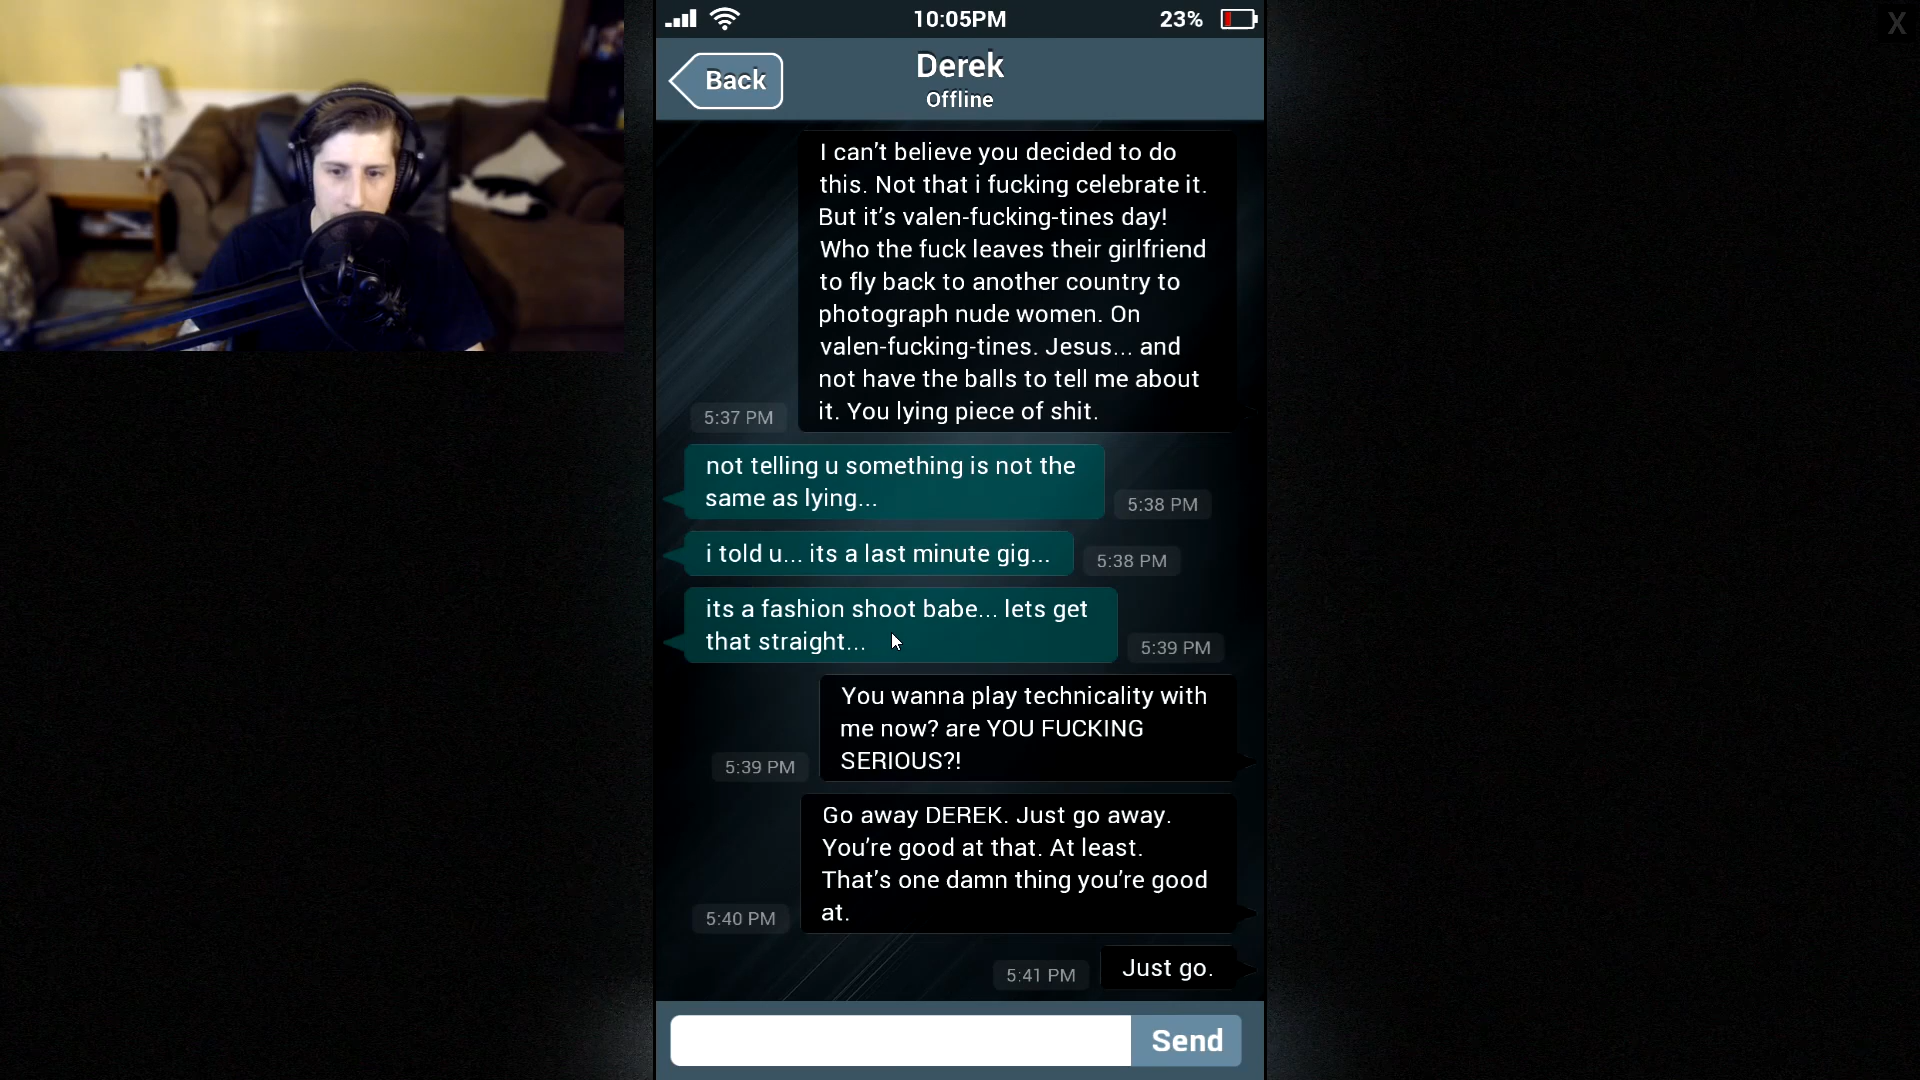 10:05PM
23%
X
Back
Derek
Offline
I can't believe you decided to do
this. Not that i fucking celebrate it.
But it's valen-fucking-tines day!
Who the fuck leaves their girlfriend
to fly back to another country to
photograph nude women. On
valen-fucking-tines. Jesus... and
not have the balls to tell me about
it. You lying piece of shit.
5:37 PM
not telling u something is not the
same as lying...
5:38 PM
i told u... its a last minute gig...
5:38 PM
its a fashion shoot babe... lets get
that straight...
5:39 PM
You wanna play technicality with
me now? are YOU FUCKING
SERIOUS?!
5:39 PM
Go away DEREK. Just go away.
You're good at that. At least.
That's one damn thing you're good
at.
5:40 PM
Just go.
5:41 PM
Send